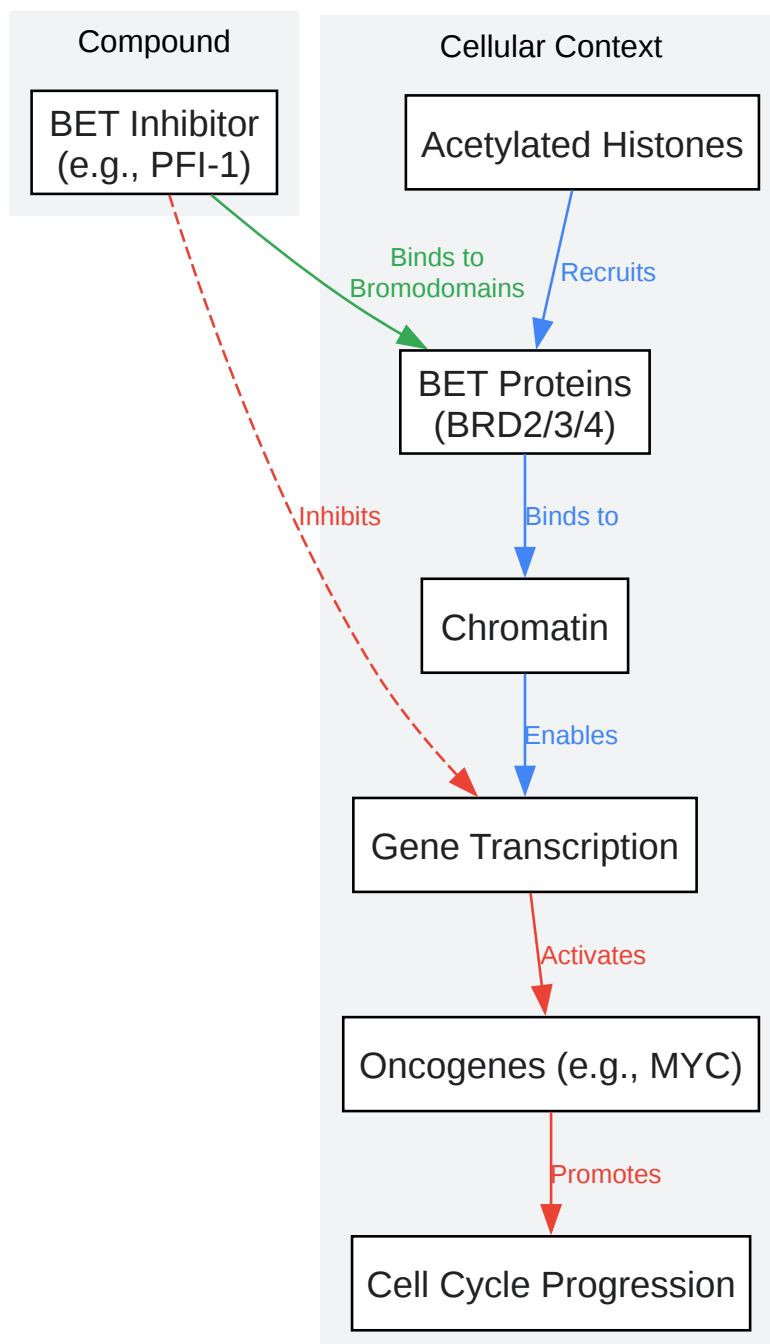 Compound
Cellular Context
BET Inhibitor
(e.g., PFI-1)
Acetylated Histones
Binds to
Bromodomains
Recruits
BET Proteins
(BRD2/3/4)
Inhibits
Binds to
Chromatin
Enables
Gene Transcription
Activates
Oncogenes (e.g., MYC)
Promotes
Cell Cycle Progression